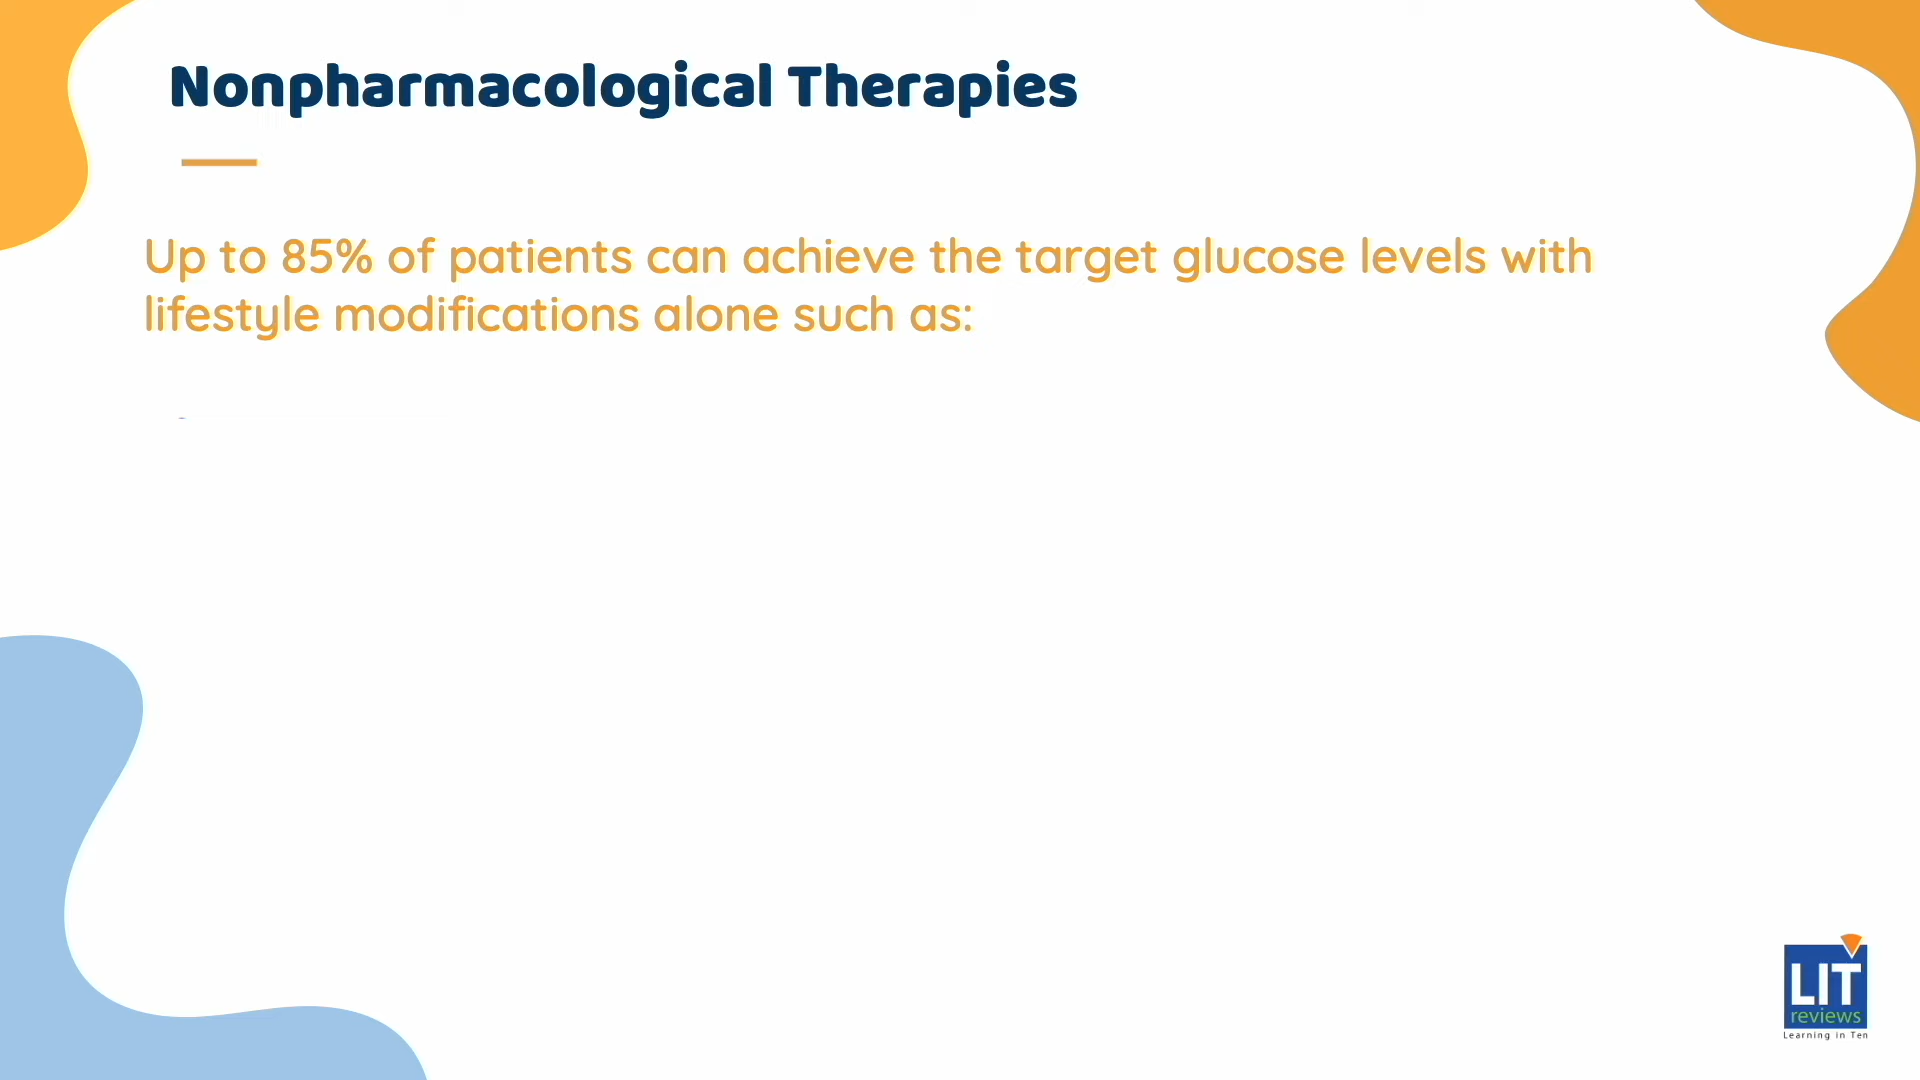 Nonpharmacological Therapies
Up to 85% of patients can achieve the target glucose levels with
lifestyle modifications alone such as:
LIT
reviews
Learning in Ten